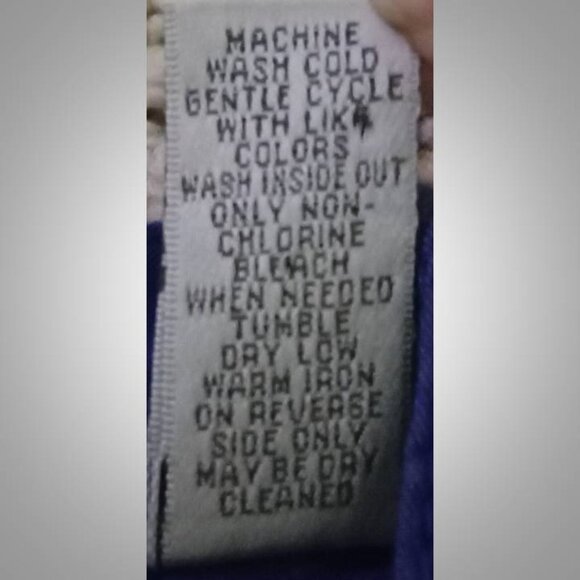 MACHINE
WASH COLD
GENTLE CYCLE
WITH LIKE
COLORS
WASH INSIDE OUT
ONLY NON-
CHLORINE
BLEACH
WHEN NEEDED
TUMBLE
DRY LOW
WARM IRON
ON REVERSE
SIDE ONLY
MAY BE DRY
CLEANED